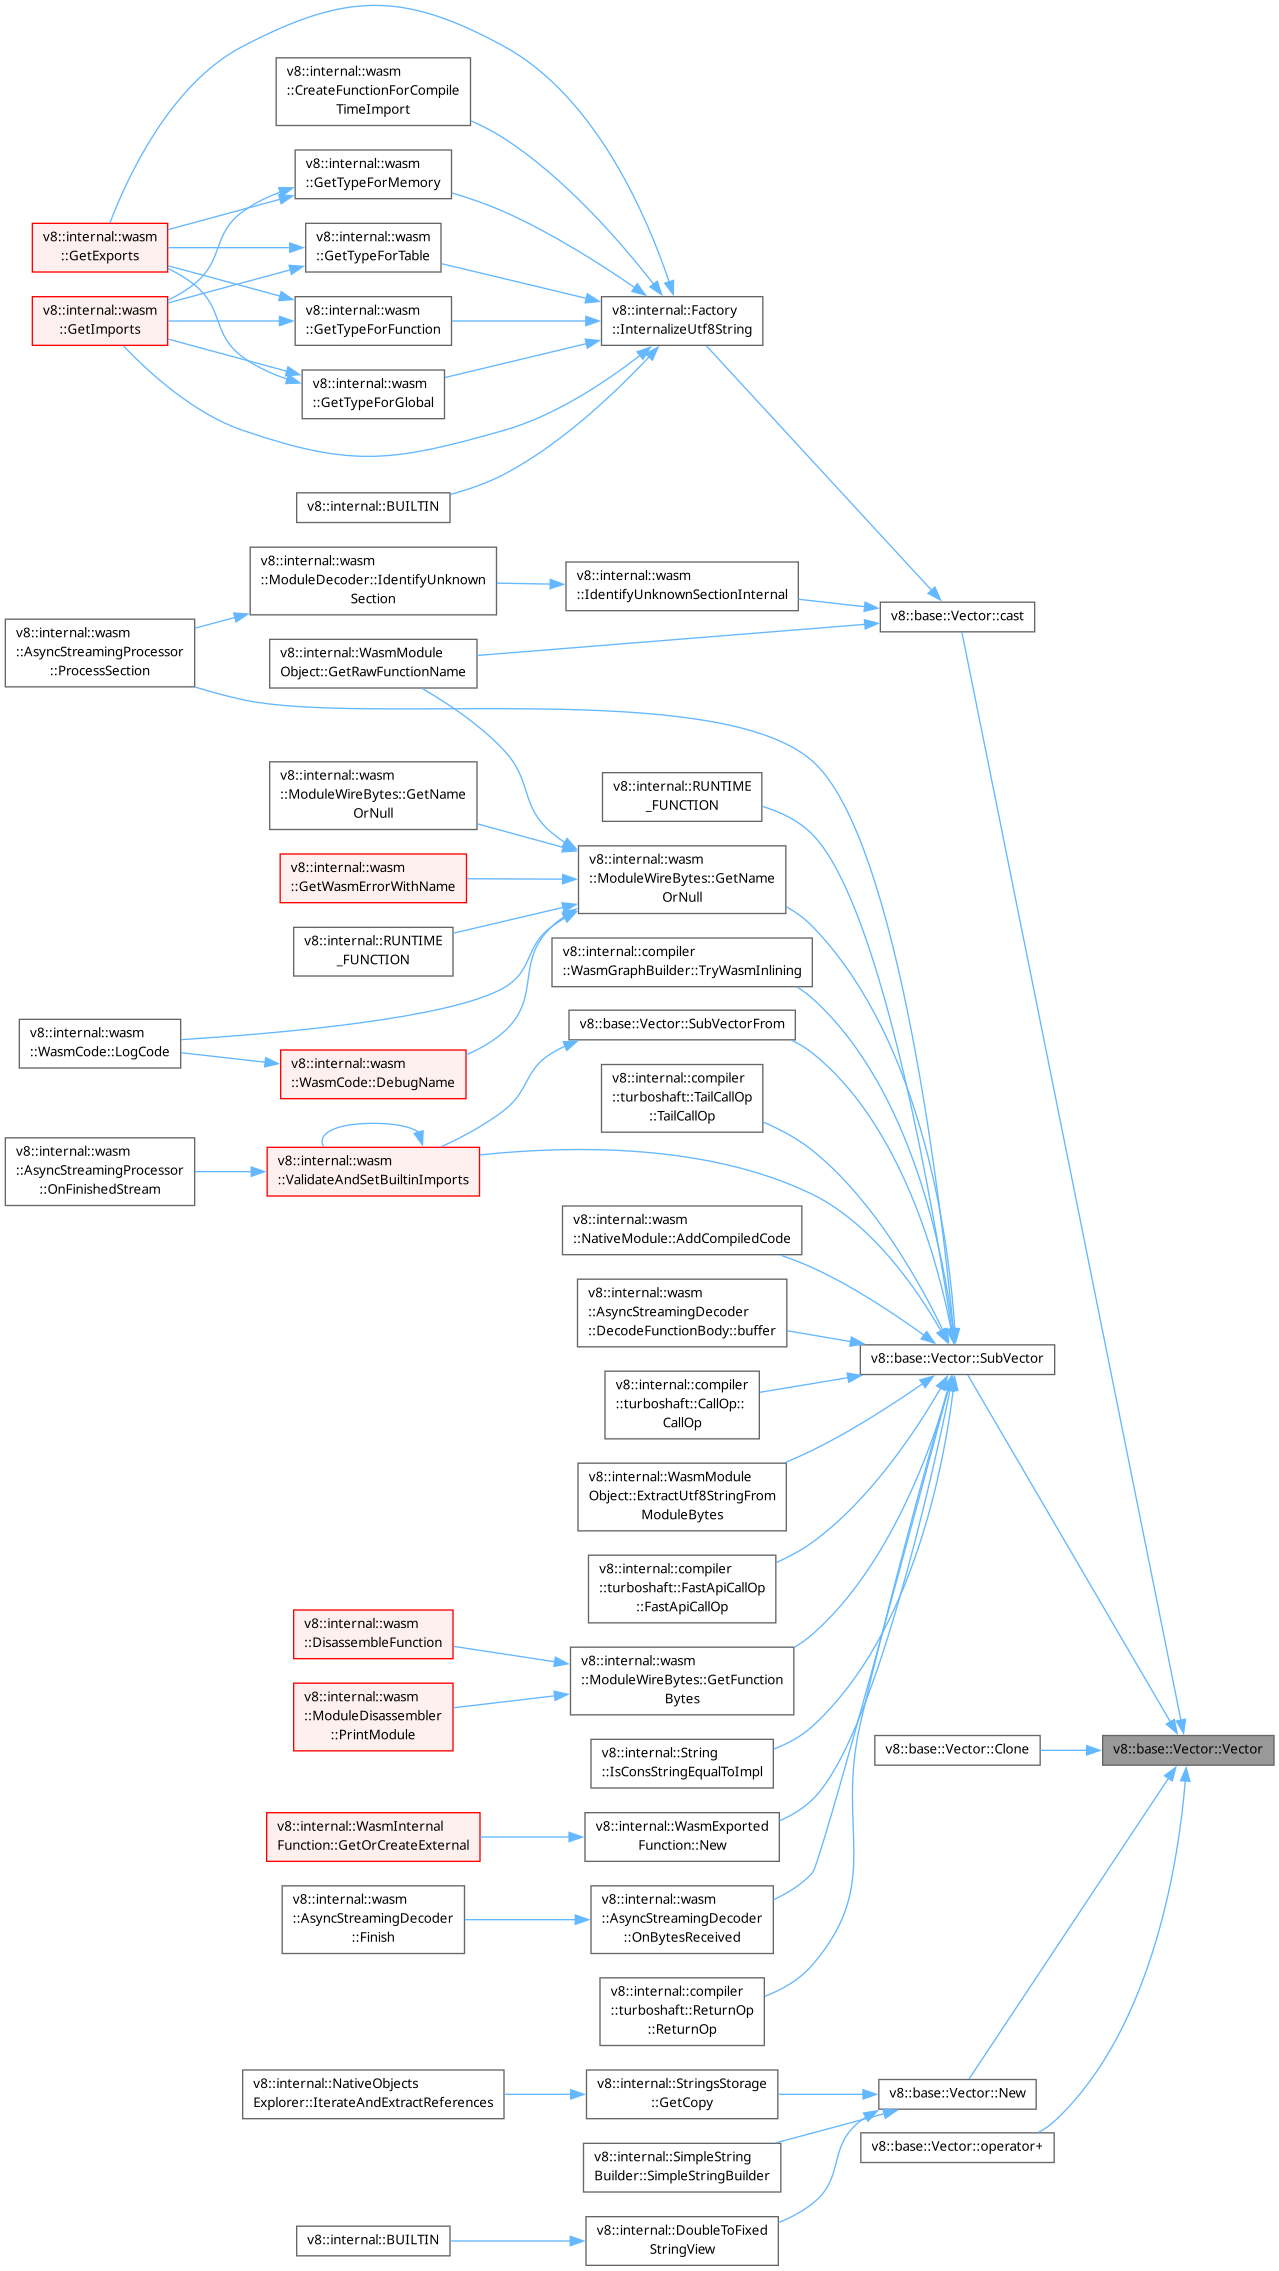 v8::internal::wasm
::CreateFunctionForCompile
TimeImport
v8::internal::wasm
::GetTypeForMemory
v8::internal::wasm
::GetExports
v8::internal::wasm
::GetTypeForTable
v8::internal::wasm
::GetImports
v8::internal::wasm
::GetTypeForFunction
v8::internal::Factory
::InternalizeUtf8String
v8::internal::wasm
::GetTypeForGlobal
v8::internal::BUILTIN
v8::internal::wasm
::ModuleDecoder::IdentifyUnknown
Section
v8::internal::wasm
::IdentifyUnknownSectionInternal
v8::base::Vector::cast
v8::internal::wasm
::AsyncStreamingProcessor
::ProcessSection
v8::internal::WasmModule
Object::GetRawFunctionName
v8::internal::wasm
::ModuleWireBytes::GetName
OrNull
v8::internal::RUNTIME
_FUNCTION
v8::internal::wasm
::GetWasmErrorWithName
v8::internal::wasm
::ModuleWireBytes::GetName
OrNull
v8::internal::RUNTIME
_FUNCTION
v8::internal::compiler
::WasmGraphBuilder::TryWasmInlining
v8::internal::wasm
::WasmCode::LogCode
v8::base::Vector::SubVectorFrom
v8::internal::wasm
::WasmCode::DebugName
v8::internal::compiler
::turboshaft::TailCallOp
::TailCallOp
v8::internal::wasm
::AsyncStreamingProcessor
::OnFinishedStream
v8::internal::wasm
::ValidateAndSetBuiltinImports
v8::internal::wasm
::NativeModule::AddCompiledCode
v8::internal::wasm
::AsyncStreamingDecoder
::DecodeFunctionBody::buffer
v8::base::Vector::SubVector
v8::internal::compiler
::turboshaft::CallOp::
CallOp
v8::internal::WasmModule
Object::ExtractUtf8StringFrom
ModuleBytes
v8::internal::compiler
::turboshaft::FastApiCallOp
::FastApiCallOp
v8::internal::wasm
::DisassembleFunction
v8::internal::wasm
::ModuleWireBytes::GetFunction
Bytes
v8::internal::wasm
::ModuleDisassembler
::PrintModule
v8::internal::String
::IsConsStringEqualToImpl
v8::base::Vector::Clone
v8::base::Vector::Vector
v8::internal::WasmInternal
Function::GetOrCreateExternal
v8::internal::WasmExported
Function::New
v8::internal::wasm
::AsyncStreamingDecoder
::Finish
v8::internal::wasm
::AsyncStreamingDecoder
::OnBytesReceived
v8::internal::compiler
::turboshaft::ReturnOp
::ReturnOp
v8::internal::NativeObjects
Explorer::IterateAndExtractReferences
v8::internal::StringsStorage
::GetCopy
v8::base::Vector::New
v8::base::Vector::operator+
v8::internal::SimpleString
Builder::SimpleStringBuilder
v8::internal::BUILTIN
v8::internal::DoubleToFixed
StringView